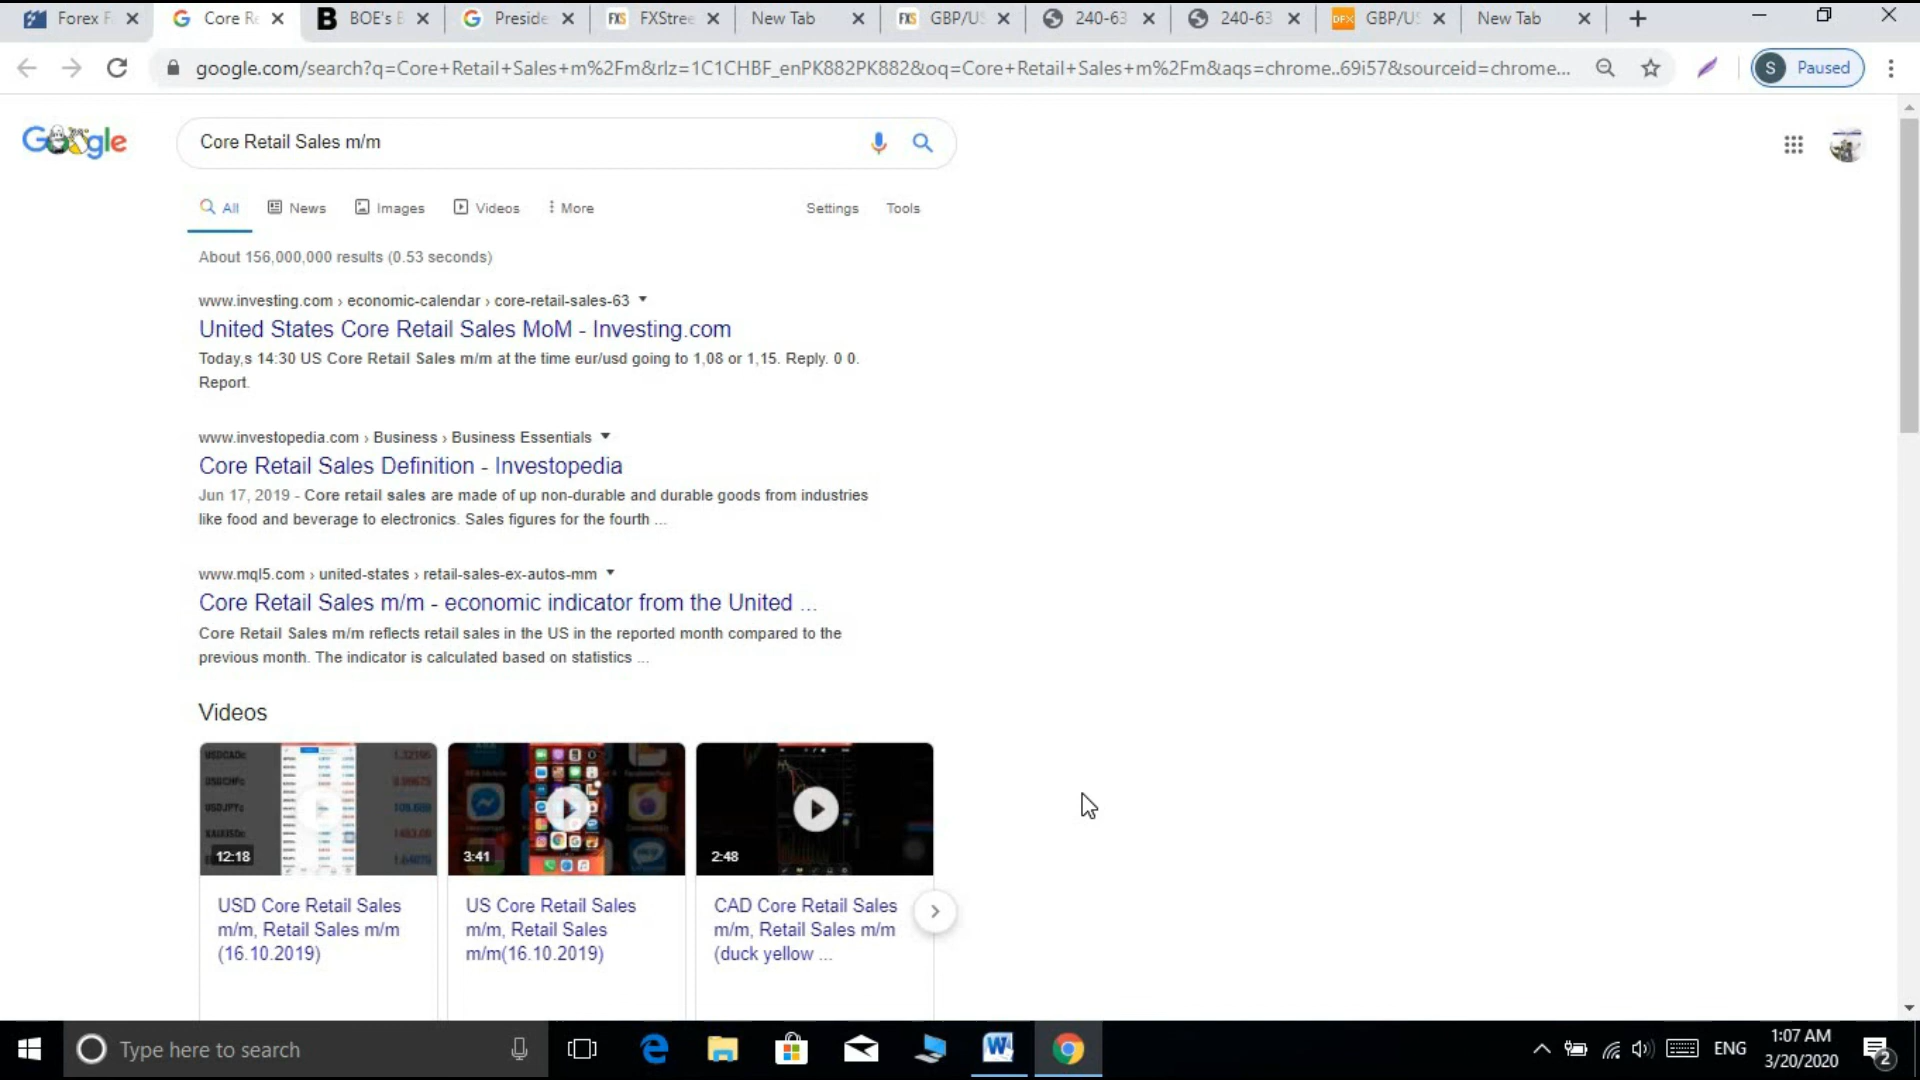 Forex F
Core Re
BOE's B
Preside
FXStree
New Tab
GBP/US
240-63
240-63
GBP/US
New Tab
google.com/search?q=Core+Retail+Sales+m%2Fm&rlz=1C1CHBF_enPK882PK882&oq=Core+Retail+Sales+m%2Fm&aqs=chrome..69i57&sourceid=chrome...
S Paused
Google
Core Retail Sales m/m
All News Images Videos More Settings Tools
About 156,000,000 results (0.53 seconds)
www.investing.com › economic-calendar › core-retail-sales-63
United States Core Retail Sales MoM - Investing.com
Today,s 14:30 US Core Retail Sales m/m at the time eur/usd going to 1,08 or 1,15. Reply. 0 0.
Report.
www.investopedia.com › Business › Business Essentials
Core Retail Sales Definition - Investopedia
Jun 17, 2019 - Core retail sales are made of up non-durable and durable goods from industries
like food and beverage to electronics. Sales figures for the fourth ...
www.mql5.com › united-states › retail-sales-ex-autos-mm
Core Retail Sales m/m - economic indicator from the United ...
Core Retail Sales m/m reflects retail sales in the US in the reported month compared to the
previous month. The indicator is calculated based on statistics ...
Videos
12:18
3:41
2:48
USD Core Retail Sales
m/m, Retail Sales m/m
(16.10.2019)
US Core Retail Sales
m/m, Retail Sales
m/m(16.10.2019)
CAD Core Retail Sales
m/m, Retail Sales m/m
(duck yellow ...
Type here to search
ENG
1:07 AM
3/20/2020
2